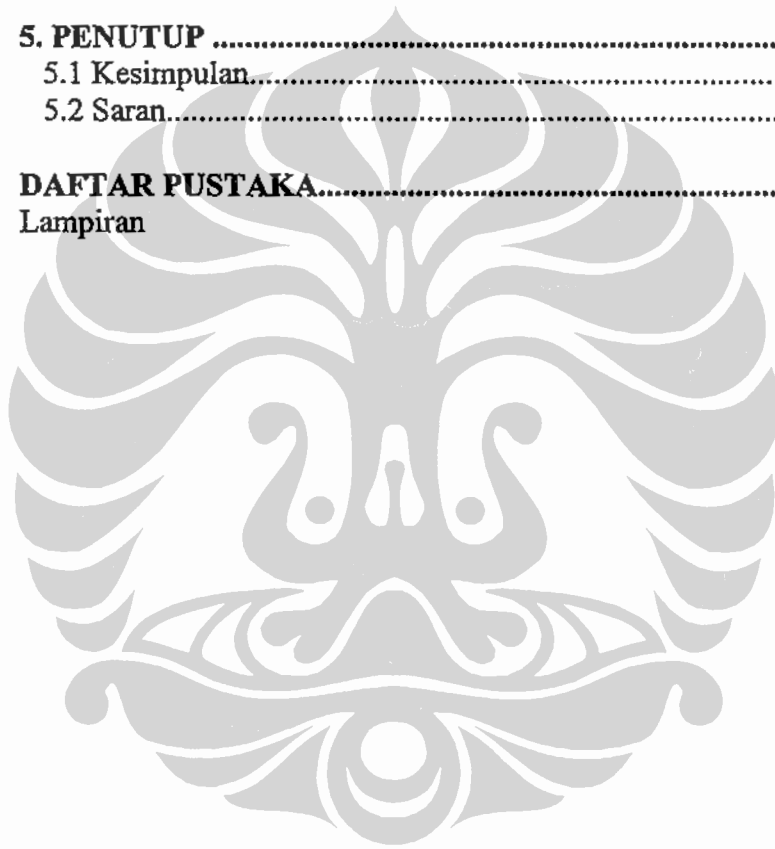 5. PENUTUP ........................................................................
5.1 Kesimpulan.....................................................................
5.2 Saran..............................................................................
DAFTAR PUSTAKA.........................................................
Lampiran